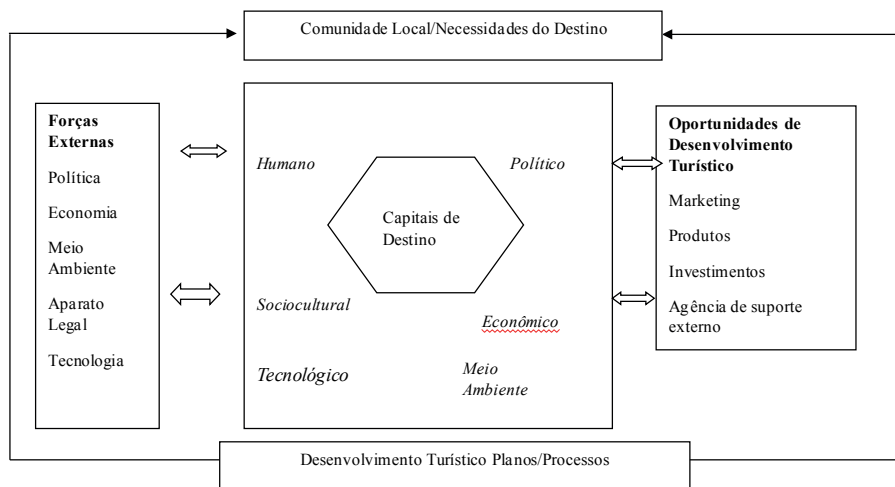 Comunidade Local/Necessidades do Destino
Forças
Externas
Política
Economia
Meio
Ambiente
Aparato
Legal
Tecnologia
Humano
Político
Capitais de
Destino
Sociocultural
Econômico
Tecnológico
Meio
Ambiente
Oportunidades de
Desenvolvimento
Turístico
Marketing
Produtos
Investimentos
Agência de suporte
externo
Desenvolvimento Turístico Planos/Processos